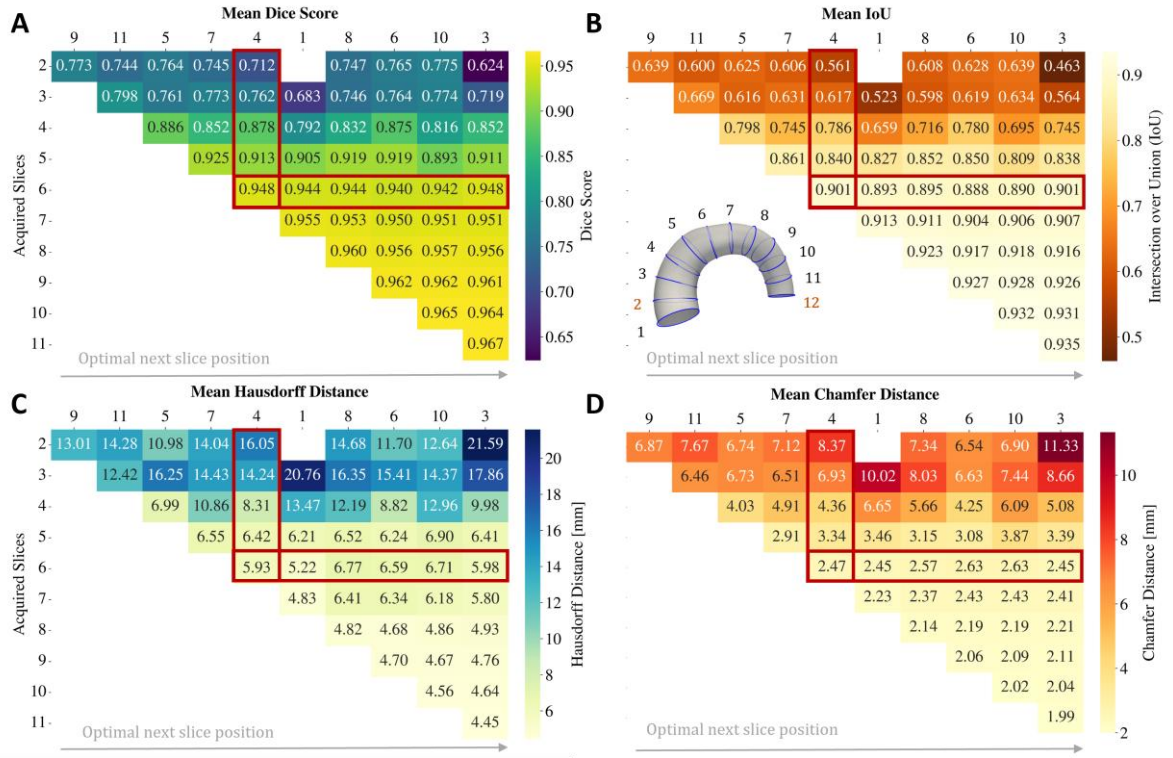 A
Mean Dice Score
9 11 5 7 4 1 8 6 10 3
2 0.773 0.744 0.764 0.745 0.712 0.747 0.765 0.775 0.624
3 0.798 0.761 0.773 0.762 0.683 0.746 0.764 0.774 0.719
4 0.886 0.852 0.878 0.792 0.832 0.875 0.816 0.852
5 0.925 0.913 0.905 0.919 0.919 0.893 0.911
6 0.948 0.944 0.944 0.940 0.942 0.948
7 0.955 0.953 0.950 0.951 0.951
8 0.960 0.956 0.957 0.956
9 0.962 0.962 0.961
10 0.965 0.964
11 0.967
Acquired Slices
Optimal next slice position
0.95
0.90
0.85
0.80
0.75
0.70
0.65
Dice Score
B
Mean IoU
9 11 5 7 4 1 8 6 10 3
0.639 0.600 0.625 0.606 0.561 0.608 0.628 0.639 0.463
0.669 0.616 0.631 0.617 0.523 0.598 0.619 0.634 0.564
0.798 0.745 0.786 0.659 0.716 0.780 0.695 0.745
0.861 0.840 0.827 0.852 0.850 0.809 0.838
0.901 0.893 0.895 0.888 0.890 0.901
0.913 0.911 0.904 0.906 0.907
0.923 0.917 0.918 0.916
0.927 0.928 0.926
0.932 0.931
0.935
1
2
3
4
5
6
7
8
9
10
11
12
Optimal next slice position
0.9
0.8
0.7
0.6
0.5
Intersection over Union (IoU)
C
Mean Hausdorff Distance
9 11 5 7 4 1 8 6 10 3
2 13.01 14.28 10.98 14.04 16.05 14.68 11.70 12.64 21.59
3 12.42 16.25 14.43 14.24 20.76 16.35 15.41 14.37 17.86
4 6.99 10.86 8.31 13.47 12.19 8.82 12.96 9.98
5 6.55 6.42 6.21 6.52 6.24 6.90 6.41
6 5.93 5.22 6.77 6.59 6.71 5.98
7 4.83 6.41 6.34 6.18 5.80
8 4.82 4.68 4.86 4.93
9 4.70 4.67 4.76
10 4.56 4.64
11 4.45
Acquired Slices
Optimal next slice position
20
18
16
14
12
10
8
6
Hausdorff Distance [mm]
D
Mean Chamfer Distance
9 11 5 7 4 1 8 6 10 3
6.87 7.67 6.74 7.12 8.37 7.34 6.54 6.90 11.33
6.46 6.73 6.51 6.93 10.02 8.03 6.63 7.44 8.66
4.03 4.91 4.36 6.65 5.66 4.25 6.09 5.08
2.91 3.34 3.46 3.15 3.08 3.87 3.39
2.47 2.45 2.57 2.63 2.63 2.45
2.23 2.37 2.43 2.43 2.41
2.14 2.19 2.19 2.21
2.06 2.09 2.11
2.02 2.04
1.99
Optimal next slice position
10
8
6
4
2
Chamfer Distance [mm]